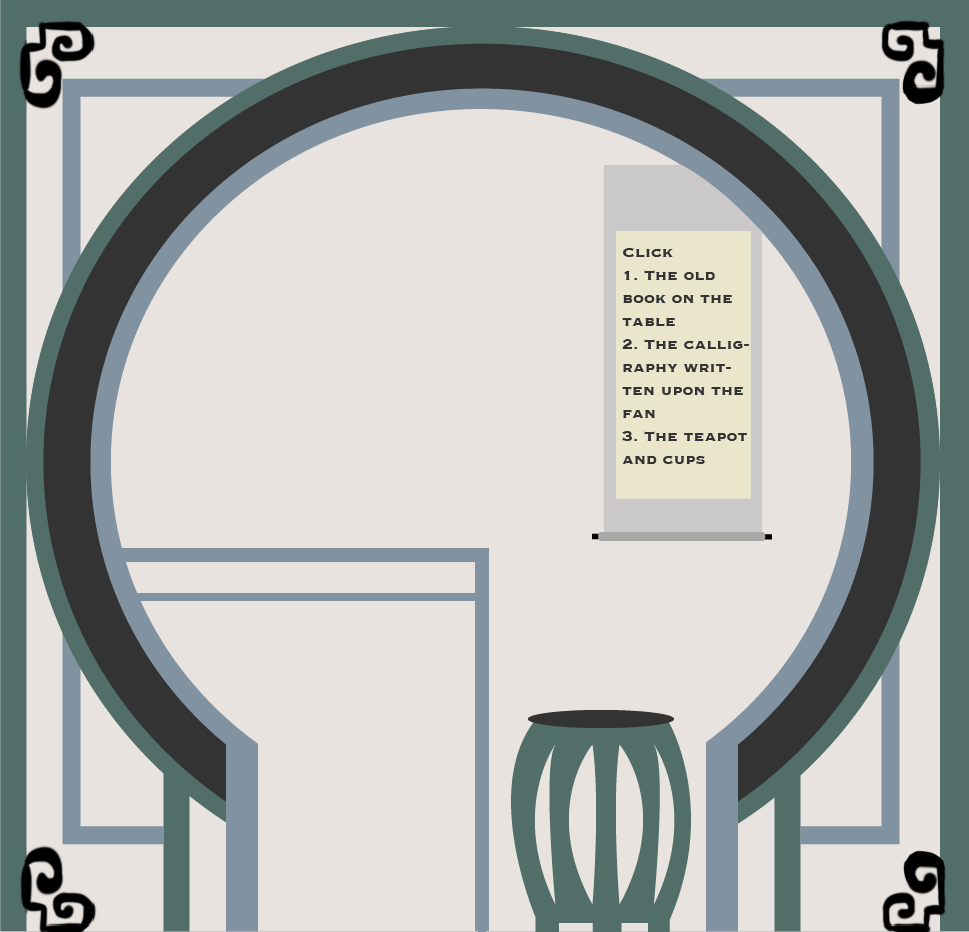 Click
1. The old
book on the
table
2. The callig-
raphy writ-
ten upon the
fan
3. The teapot
and cups